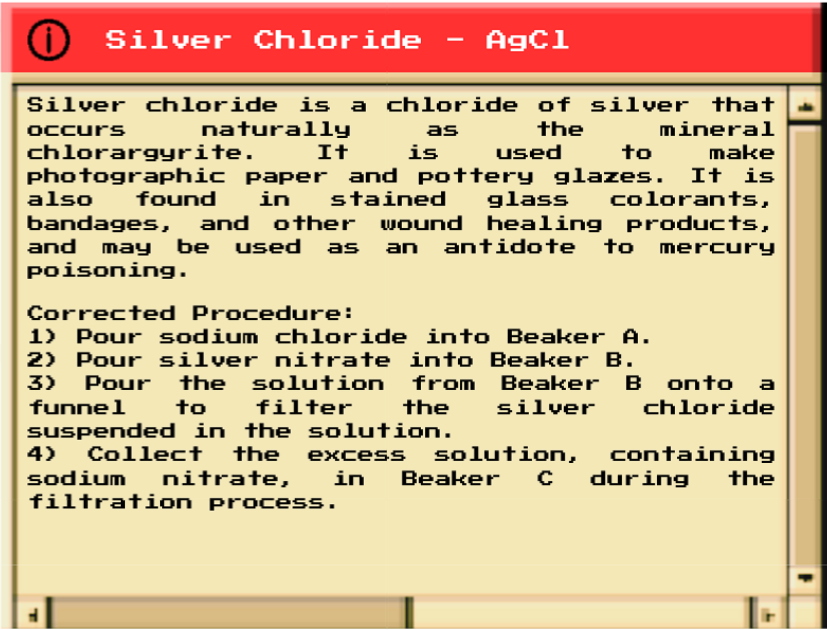 Silver Chloride - AgCl
Silver chloride is a chloride of silver that
occurs naturally as the mineral
chlorargyrite. It is used to make
photographic paper and pottery glazes. It is
also found in stained glass colorants,
bandages, and other wound healing products,
and may be used as an antidote to mercury
poisoning.
Corrected Procedure:
1) Pour sodium chloride into Beaker A.
2) Pour silver nitrate into Beaker B.
3) Pour the solution from Beaker B onto a
funnel to filter the silver chloride
suspended in the solution.
4) Collect the excess solution, containing
sodium nitrate, in Beaker C during the
filtration process.